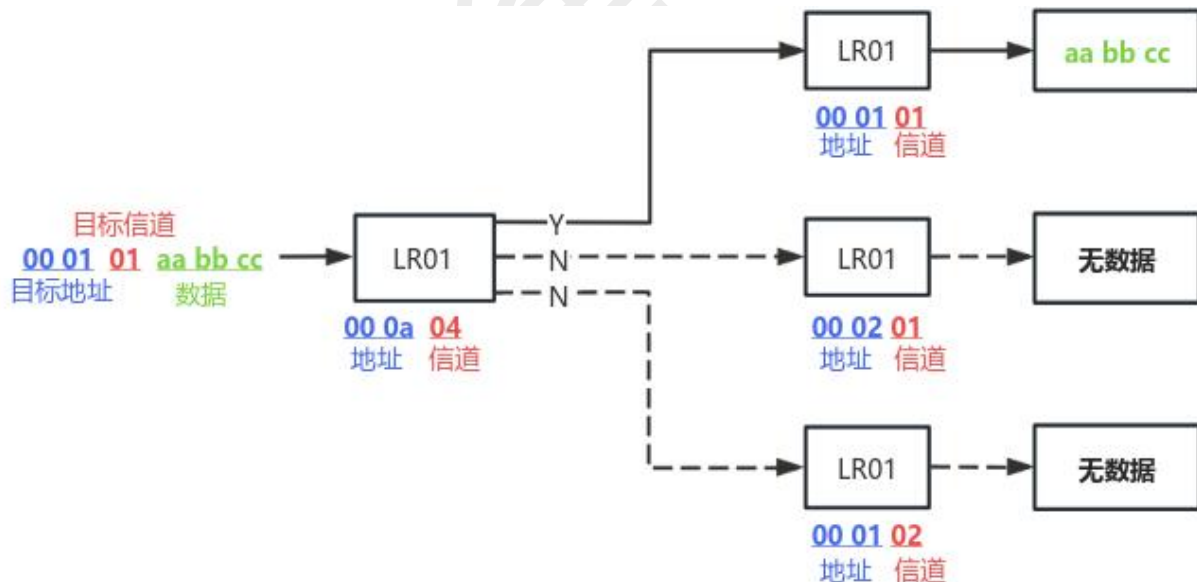 LR01
aa bb cc
00 01 01
地址 信道
目标信道
00 01 01 aa bb cc
目标地址 数据
LR01
Y
N
N
00 0a 04
地址 信道
LR01
无数据
00 02 01
地址 信道
LR01
无数据
00 01 02
地址 信道